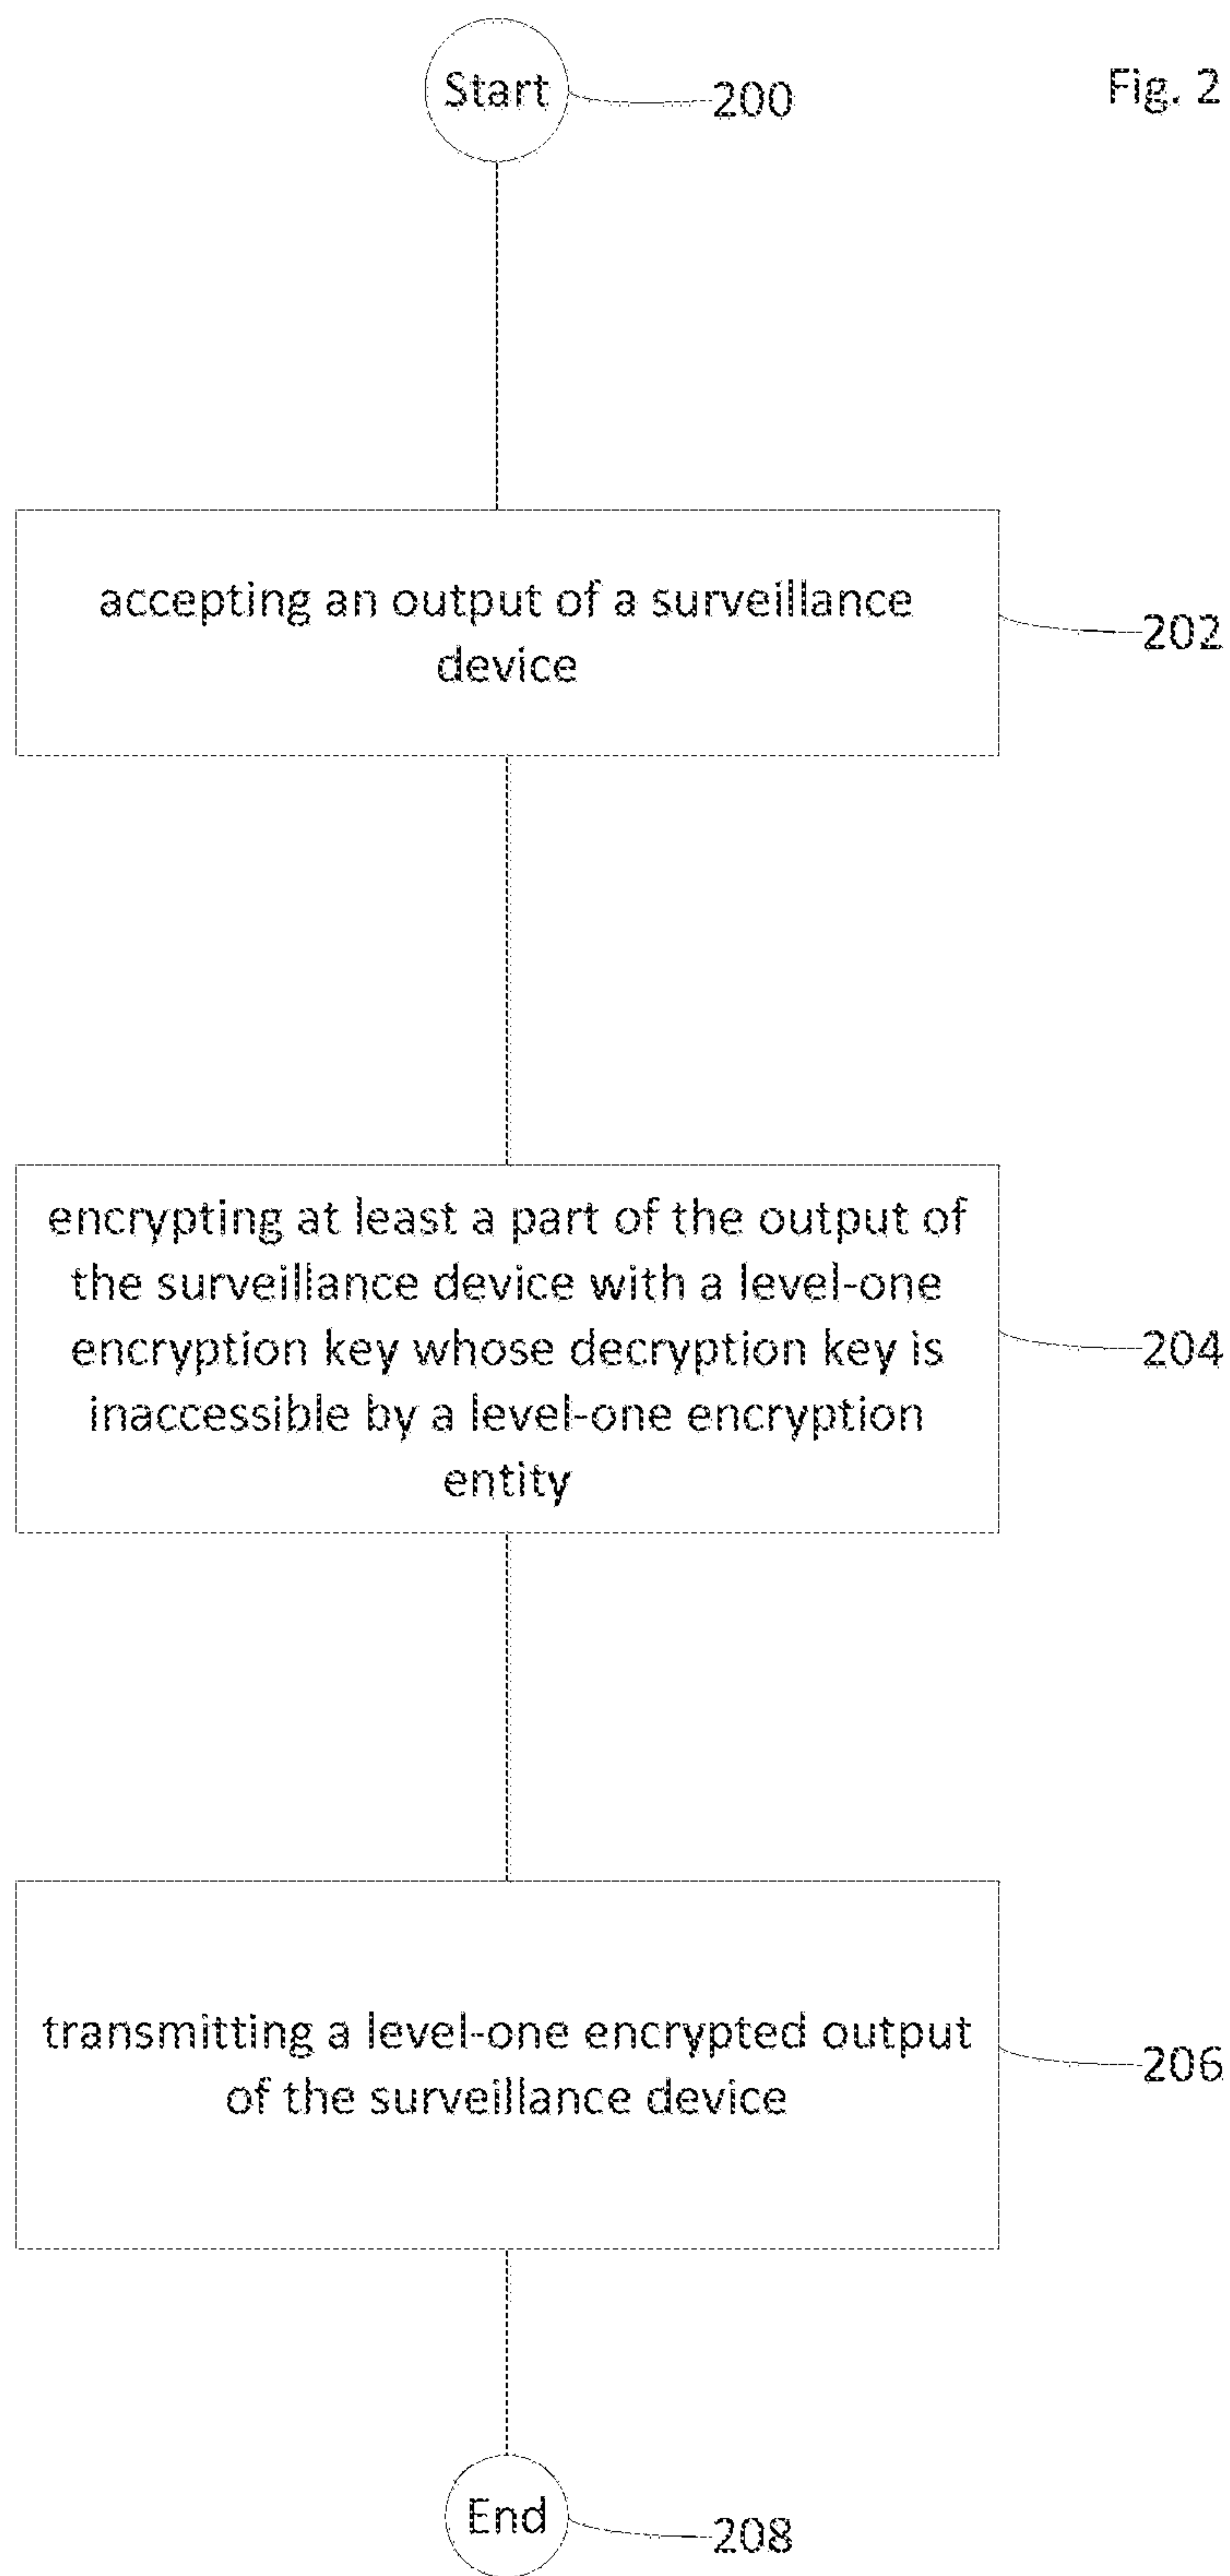 Start
200
Fig. 2
accepting an output of a surveillance
device
202
encrypting at least a part of the output of
the surveillance device with a level-one
encryption key whose decryption key is
inaccessible by a level-one encryption
entity
204
transmitting a level-one encrypted output
of the surveillance device
206
End
208